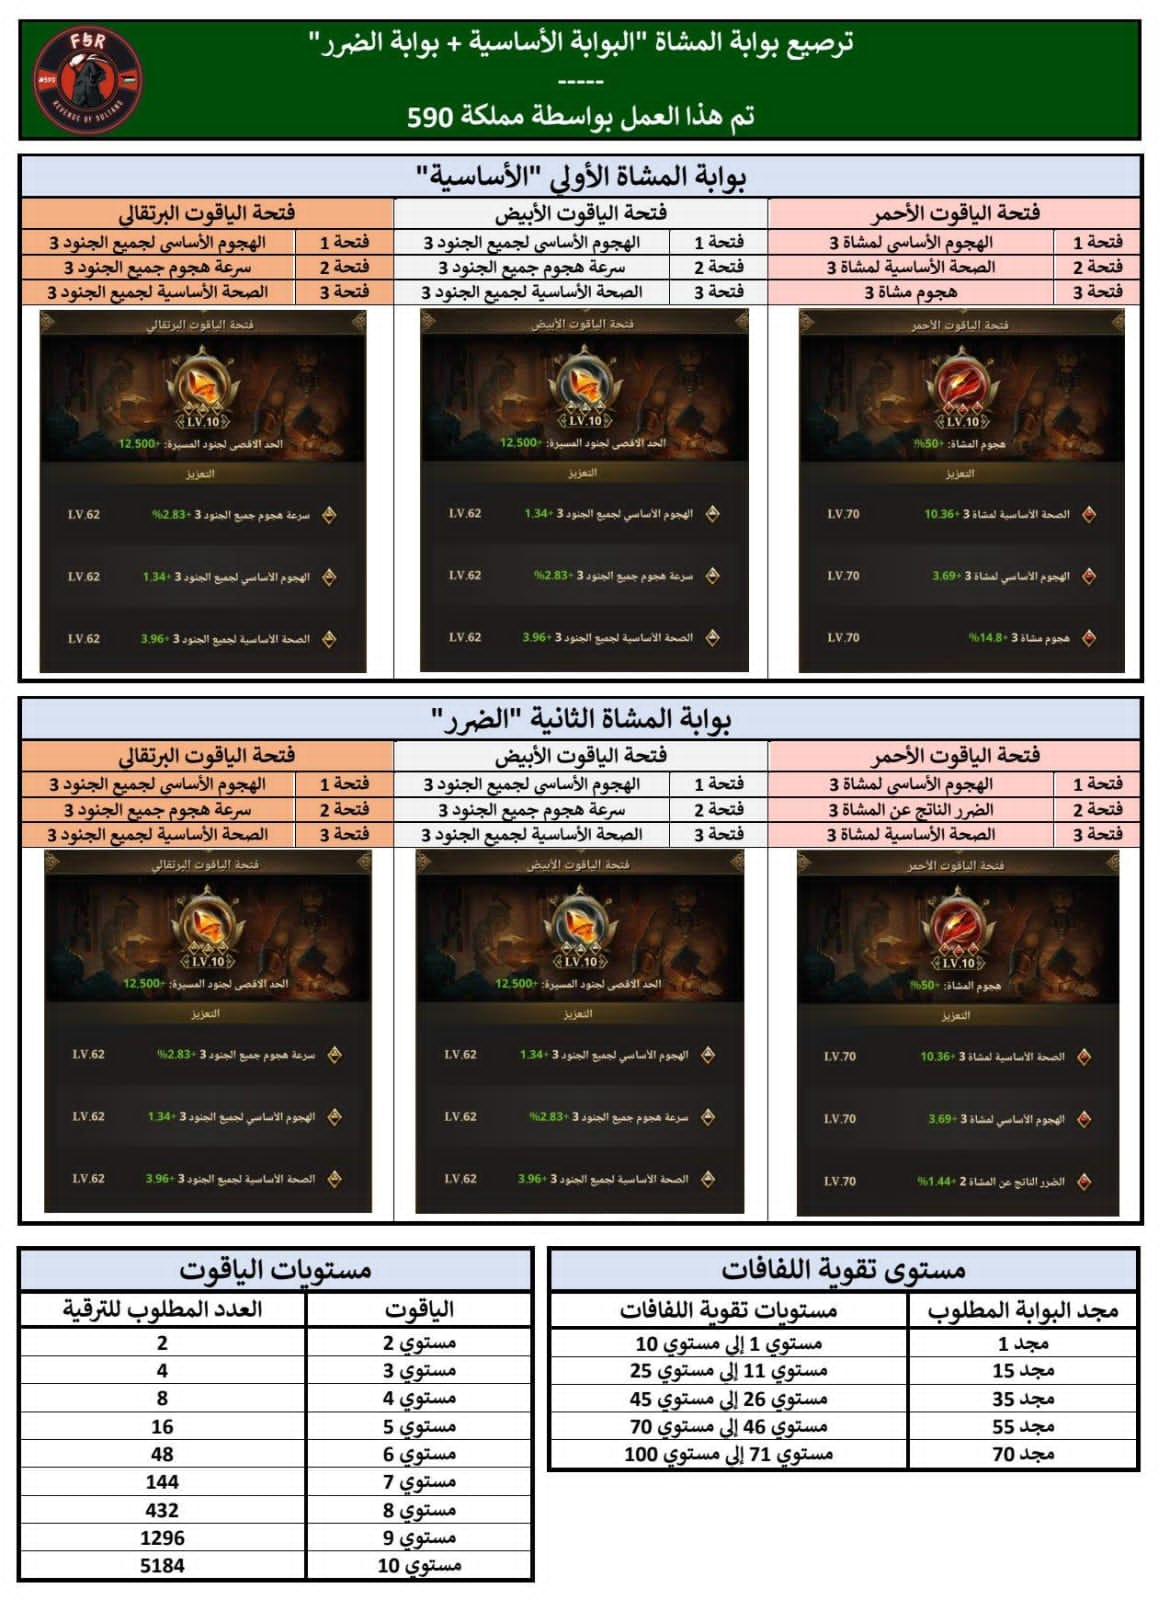 ترصيع بوابة المشاة "البوابة الأساسية + بوابة الضرر"
-----
تم هذا العمل بواسطة مملكة 590
F5R
#590
REVENGE OF SULTANS
بوابة المشاة الأولي "الأساسية"
فتحة الياقوت الأحمر
فتحة 1 الهجوم الأساسي لمشاة 3
فتحة 2 الصحة الأساسية لمشاة 3
فتحة 3 هجوم مشاة 3
فتحة الياقوت الأحمر
LV.10
هجوم المشاة: +50%
التعزيز
الصحة الأساسية لمشاة 3 +10.36 LV.70
الهجوم الأساسي لمشاة 3 +3.69 LV.70
هجوم مشاة 3 +14.8% LV.70
فتحة الياقوت الأبيض
فتحة 1 الهجوم الأساسي لجميع الجنود 3
فتحة 2 سرعة هجوم جميع الجنود 3
فتحة 3 الصحة الأساسية لجميع الجنود 3
فتحة الياقوت الأبيض
LV.10
الحد الاقصى لجنود المسيرة: +12,500
التعزيز
الهجوم الأساسي لجميع الجنود 3 +1.34 LV.62
سرعة هجوم جميع الجنود 3 +2.83% LV.62
الصحة الأساسية لجميع الجنود 3 +3.96 LV.62
فتحة الياقوت البرتقالي
فتحة 1 الهجوم الأساسي لجميع الجنود 3
فتحة 2 سرعة هجوم جميع الجنود 3
فتحة 3 الصحة الأساسية لجميع الجنود 3
فتحة الياقوت البرتقالي
LV.10
الحد الاقصى لجنود المسيرة: +12,500
التعزيز
سرعة هجوم جميع الجنود 3 +2.83% LV.62
الهجوم الأساسي لجميع الجنود 3 +1.34 LV.62
الصحة الأساسية لجميع الجنود 3 +3.96 LV.62
بوابة المشاة الثانية "الضرر"
فتحة الياقوت الأحمر
فتحة 1 الهجوم الأساسي لمشاة 3
فتحة 2 الضرر الناتج عن المشاة 3
فتحة 3 الصحة الأساسية لمشاة 3
فتحة الياقوت الأحمر
LV.10
هجوم المشاة: +50%
التعزيز
الصحة الأساسية لمشاة 3 +10.36 LV.70
الهجوم الأساسي لمشاة 3 +3.69 LV.70
الضرر الناتج عن المشاة 2 +1.44% LV.70
فتحة الياقوت الأبيض
فتحة 1 الهجوم الأساسي لجميع الجنود 3
فتحة 2 سرعة هجوم جميع الجنود 3
فتحة 3 الصحة الأساسية لجميع الجنود 3
فتحة الياقوت الأبيض
LV.10
الحد الاقصى لجنود المسيرة: +12,500
التعزيز
الهجوم الأساسي لجميع الجنود 3 +1.34 LV.62
سرعة هجوم جميع الجنود 3 +2.83% LV.62
الصحة الأساسية لجميع الجنود 3 +3.96 LV.62
فتحة الياقوت البرتقالي
فتحة 1 الهجوم الأساسي لجميع الجنود 3
فتحة 2 سرعة هجوم جميع الجنود 3
فتحة 3 الصحة الأساسية لجميع الجنود 3
فتحة الياقوت البرتقالي
LV.10
الحد الاقصى لجنود المسيرة: +12,500
التعزيز
سرعة هجوم جميع الجنود 3 +2.83% LV.62
الهجوم الأساسي لجميع الجنود 3 +1.34 LV.62
الصحة الأساسية لجميع الجنود 3 +3.96 LV.62
مستوى تقوية اللفافات
مجد البوابة المطلوب مستويات تقوية اللفافات
مجد 1 مستوي 1 إلى مستوي 10
مجد 15 مستوي 11 إلى مستوي 25
مجد 35 مستوي 26 إلى مستوي 45
مجد 55 مستوي 46 إلى مستوي 70
مجد 70 مستوي 71 إلى مستوي 100
مستويات الياقوت
الياقوت العدد المطلوب للترقية
مستوي 2 2
مستوي 3 4
مستوي 4 8
مستوي 5 16
مستوي 6 48
مستوي 7 144
مستوي 8 432
مستوي 9 1296
مستوي 10 5184